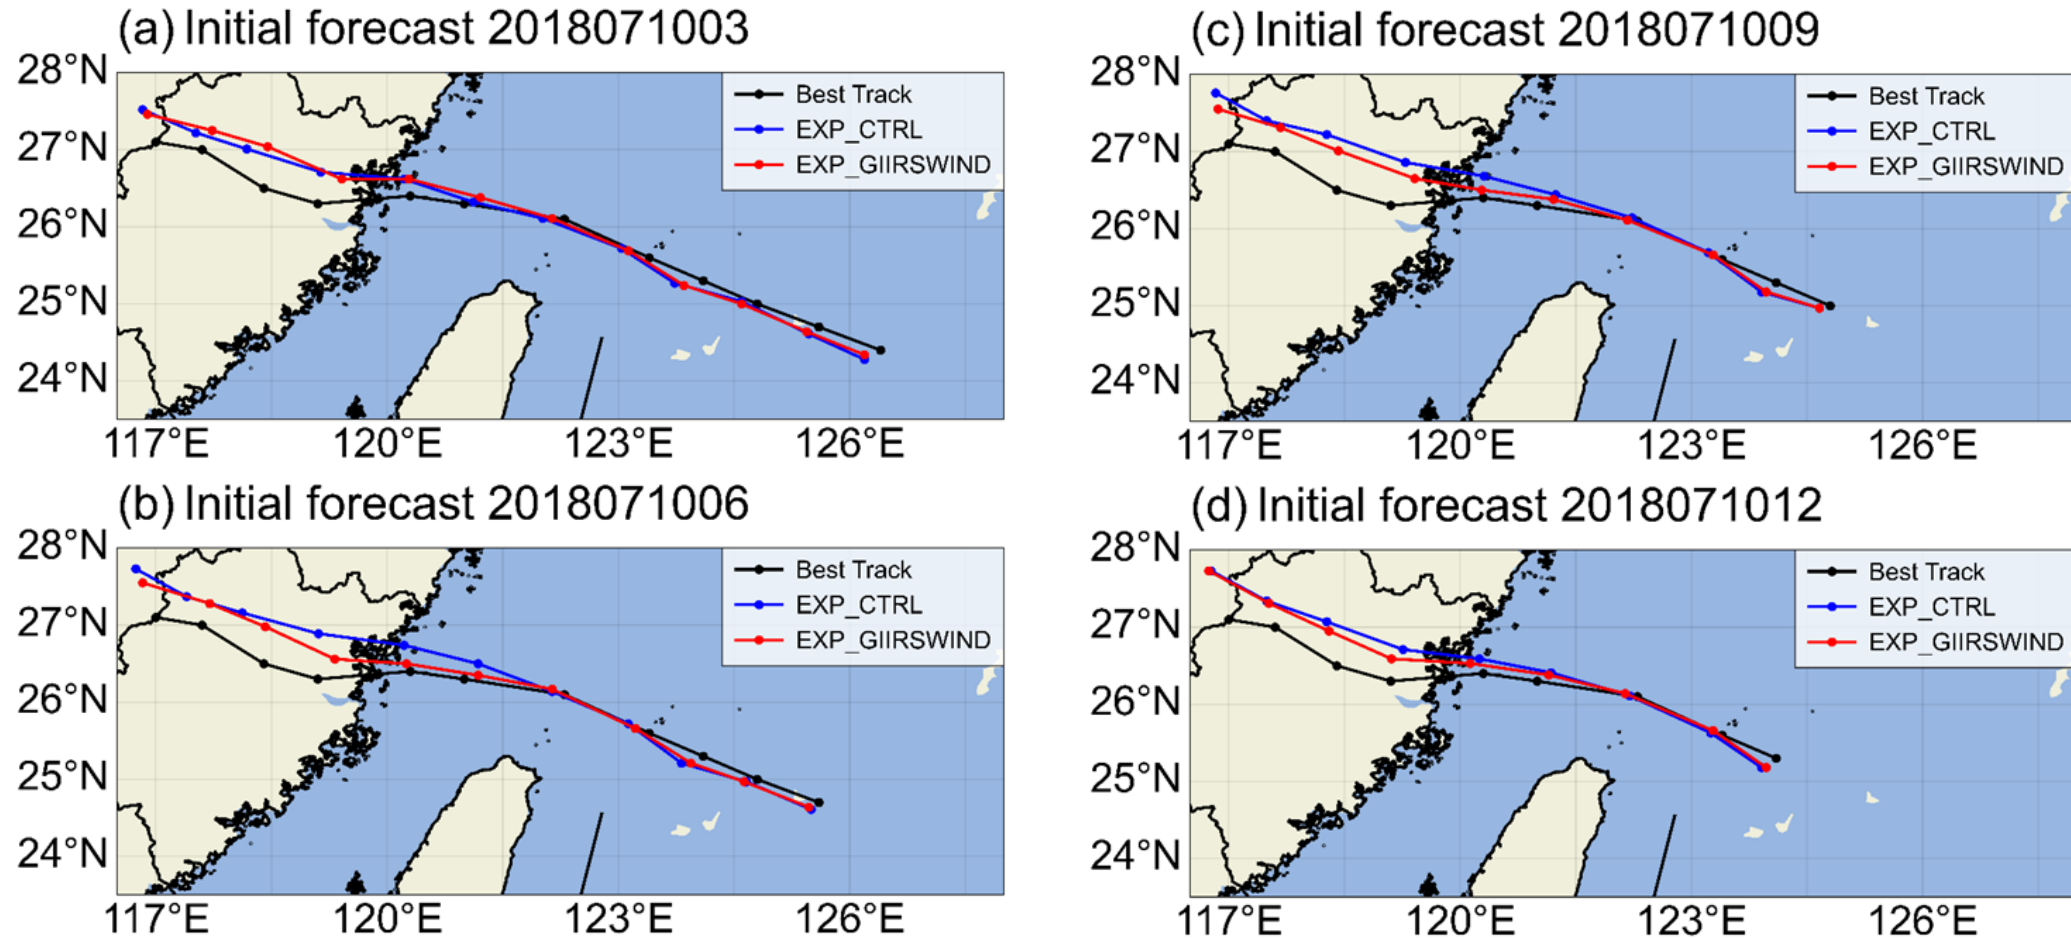 (a) Initial forecast 2018071003
28°N
27°N
26°N
25°N
24°N
117°E 120°E 123°E 126°E
Best Track
EXP_CTRL
EXP_GIIRSWIND
(b) Initial forecast 2018071006
28°N
27°N
26°N
25°N
24°N
117°E 120°E 123°E 126°E
Best Track
EXP_CTRL
EXP_GIIRSWIND
(c) Initial forecast 2018071009
28°N
27°N
26°N
25°N
24°N
117°E 120°E 123°E 126°E
Best Track
EXP_CTRL
EXP_GIIRSWIND
(d) Initial forecast 2018071012
28°N
27°N
26°N
25°N
24°N
117°E 120°E 123°E 126°E
Best Track
EXP_CTRL
EXP_GIIRSWIND